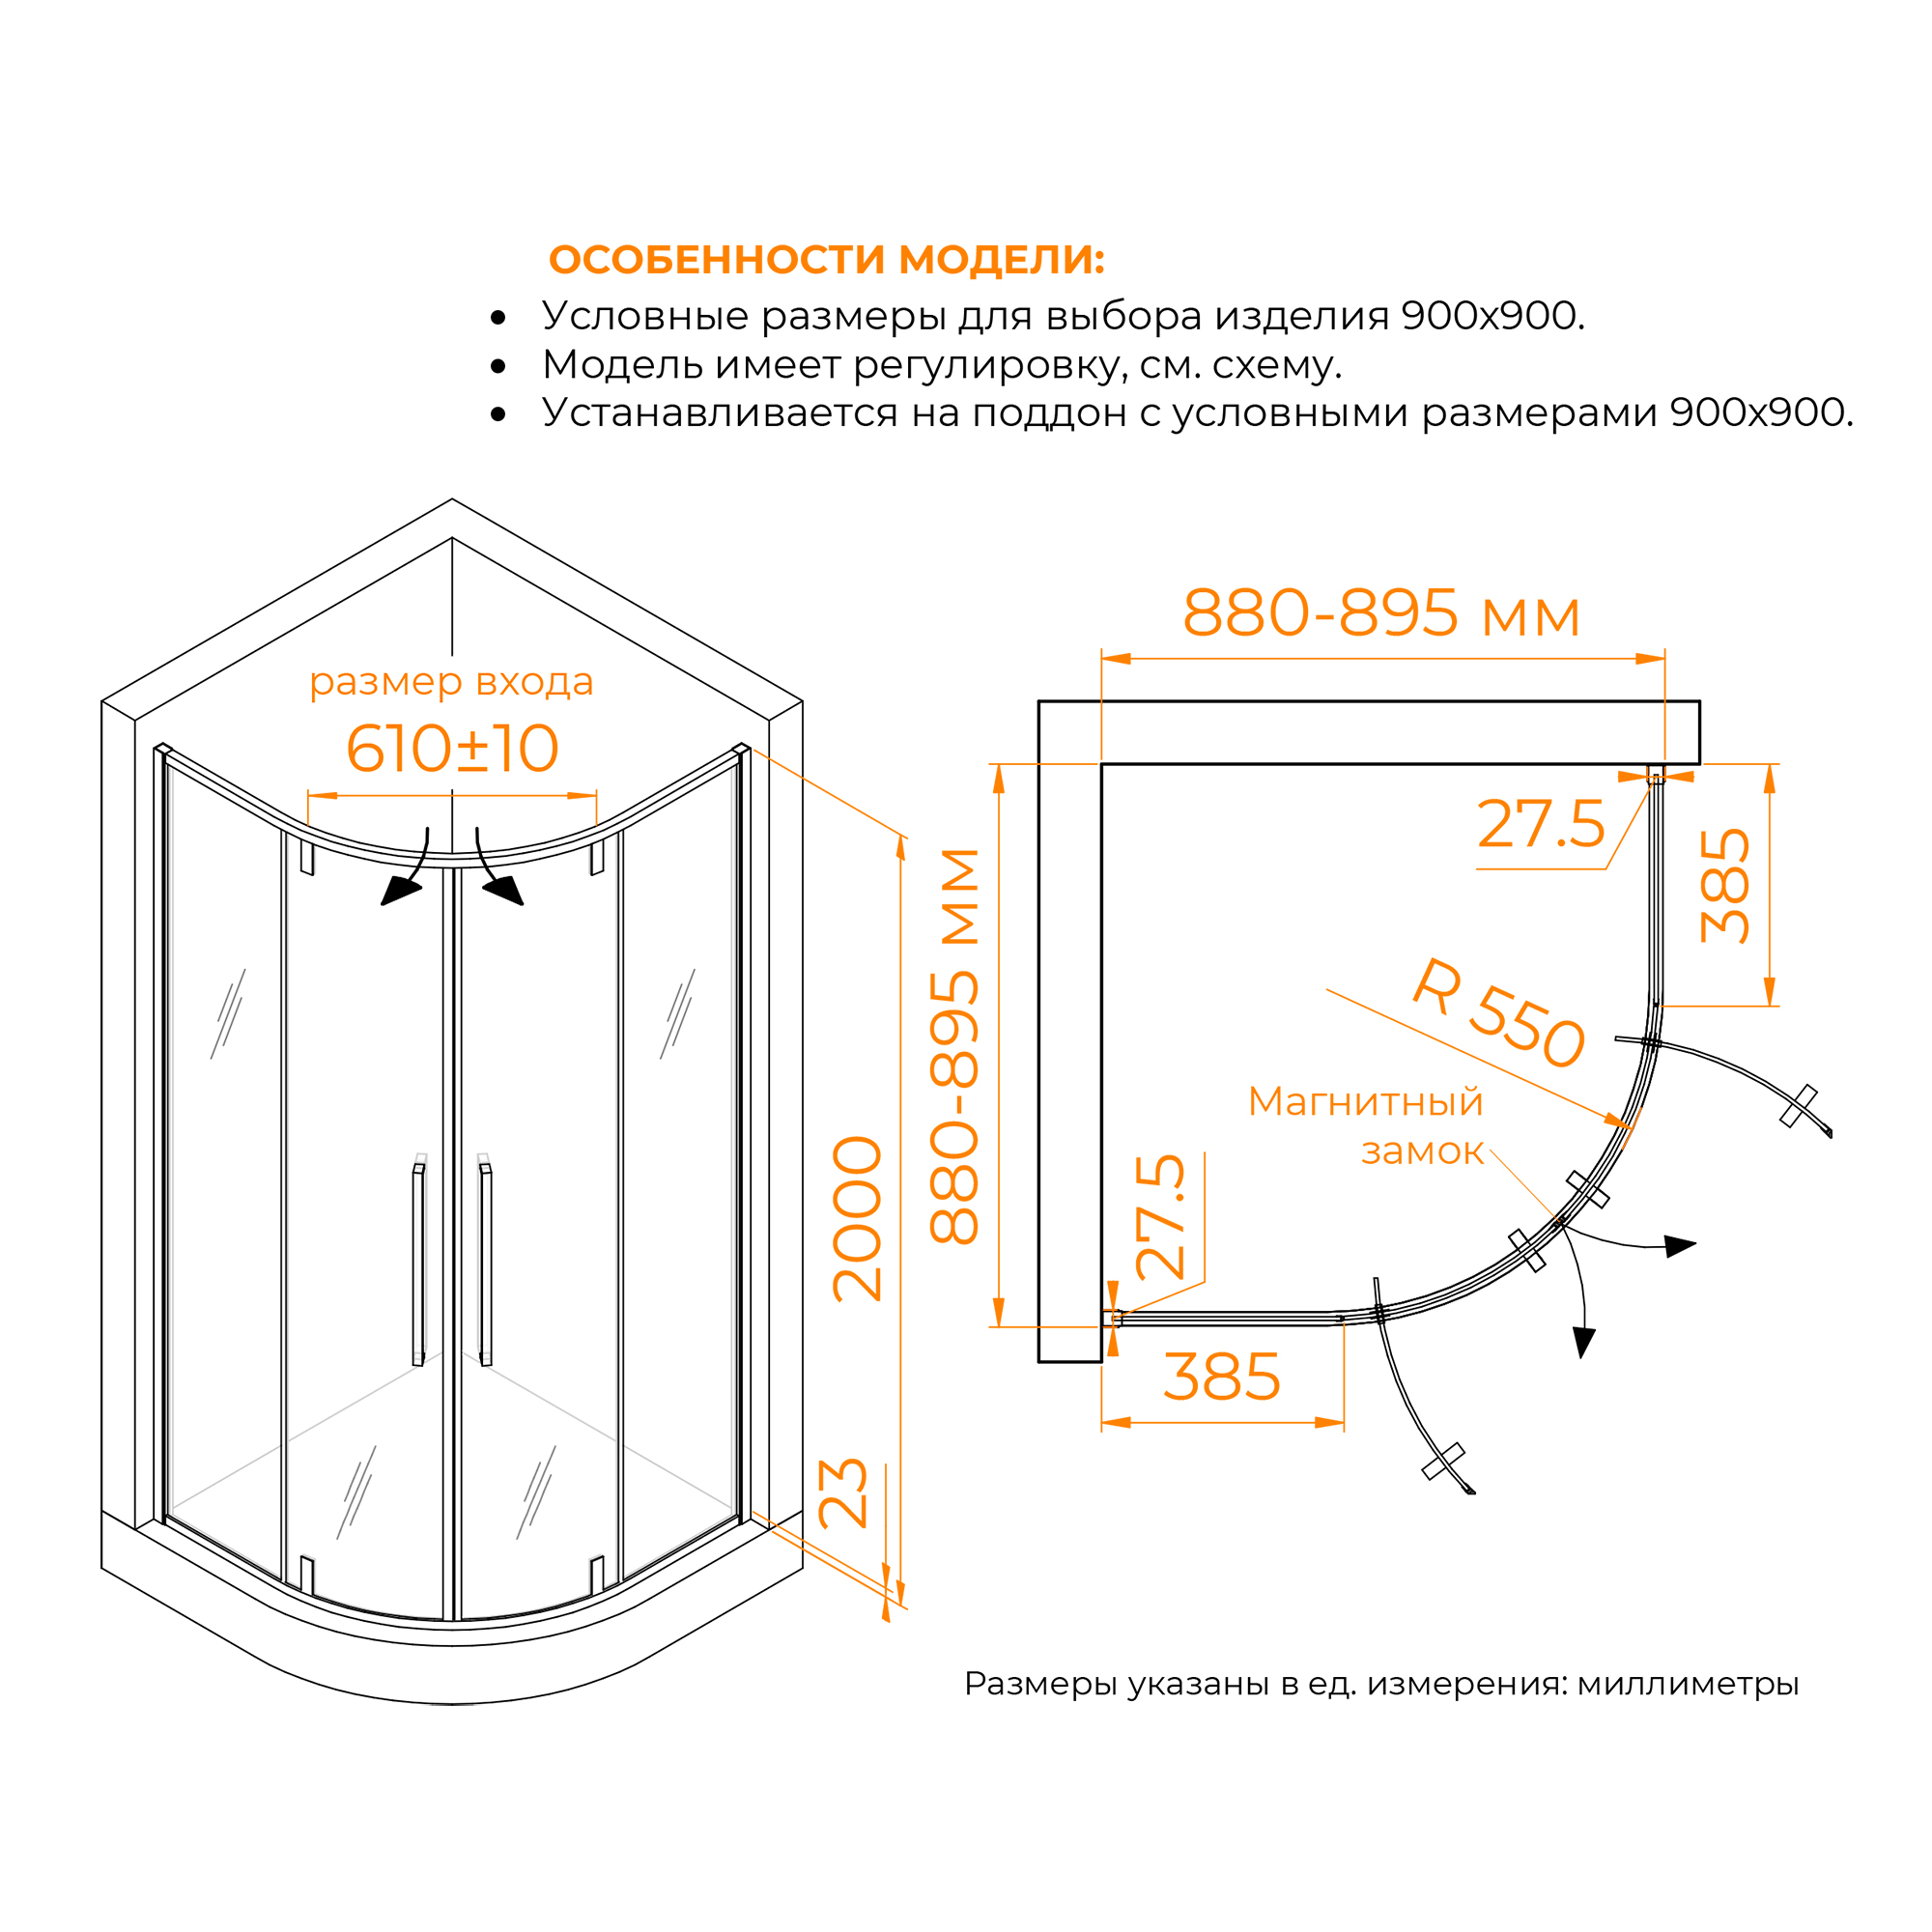 ОСОБЕННОСТИ МОДЕЛИ:
• Условные размеры для выбора изделия 900х900.
• Модель имеет регулировку, см. схему.
• Устанавливается на поддон с условными размерами 900х900.
размер входа
610±10
2000
23
880-895 мм
880-895 мм
27.5
385
R 550
Магнитный
замок
27.5
385
Размеры указаны в ед. измерения: миллиметры